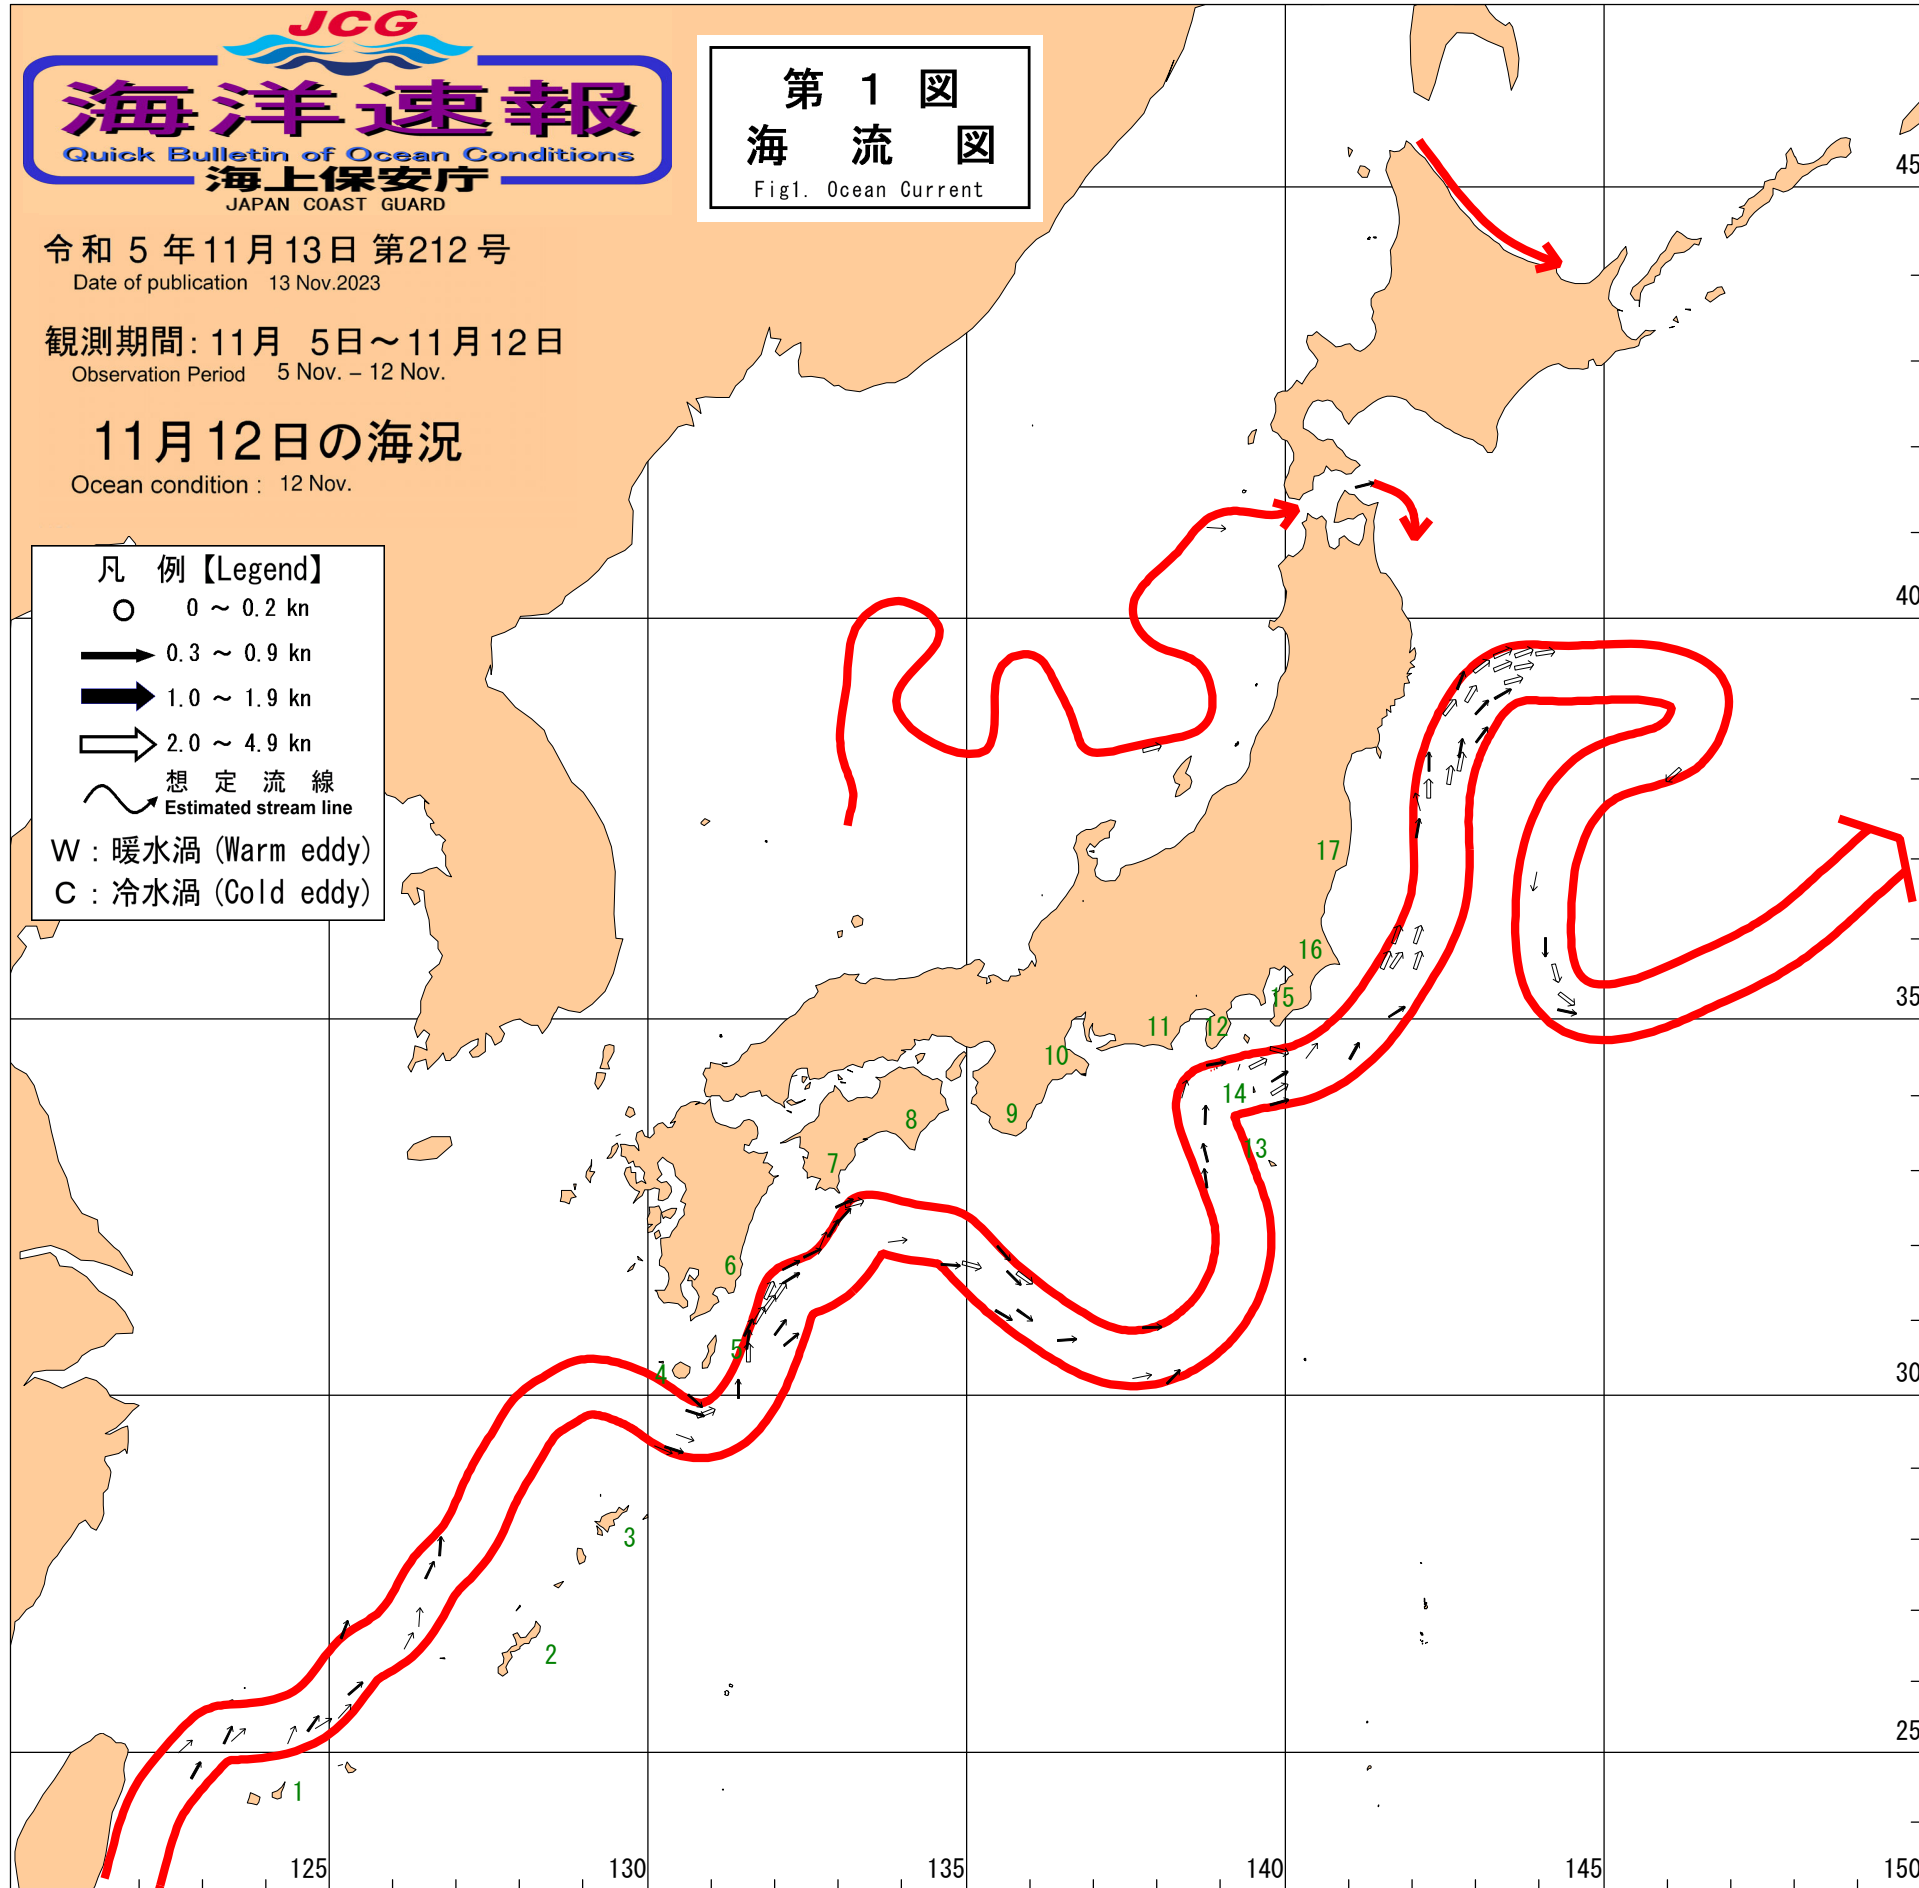 JCG
海洋速報
Quick Bulletin of Ocean Conditions
海上保安庁
JAPAN COAST GUARD
第 1 図
海 流 図
Fig1. Ocean Current
令和 5 年11月13日 第212号
Date of publication 13 Nov.2023
観測期間: 11月 5日～11月12日
Observation Period 5 Nov. – 12 Nov.
11月12日の海況
Ocean condition : 12 Nov.
凡 例【Legend】
0 ～ 0.2 kn
0.3 ～ 0.9 kn
1.0 ～ 1.9 kn
2.0 ～ 4.9 kn
想 定 流 線
Estimated stream line
W : 暖水渦 (Warm eddy)
C : 冷水渦 (Cold eddy)
45
40
17
16
35
15
12
11
10
14
9
8
13
7
6
5
4
30
3
2
25
1
125
130
135
140
145
150